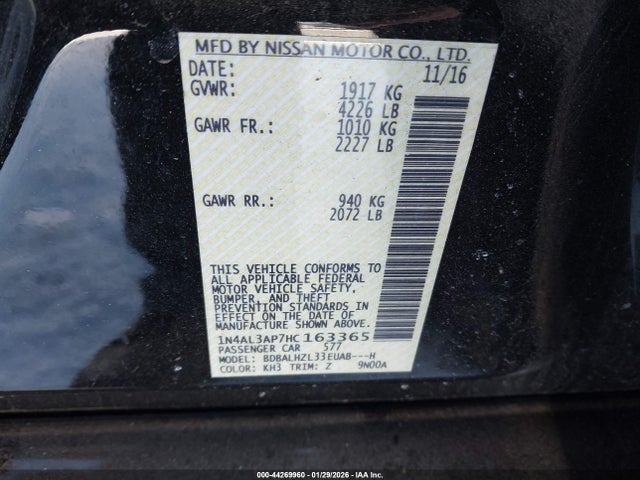 MFD BY NISSAN MOTOR CO., LTD.
DATE: 11/16
GVWR: 1917 KG
4226 LB
GAWR FR.: 1010 KG
2227 LB
GAWR RR.: 940 KG
2072 LB
THIS VEHICLE CONFORMS TO
ALL APPLICABLE FEDERAL
MOTOR VEHICLE SAFETY,
BUMPER, AND THEFT
PREVENTION STANDARDS IN
EFFECT ON THE DATE OF
MANUFACTURE SHOWN ABOVE.
1N4AL3AP7HC163365
PASSENGER CAR 577
MODEL: BDBALHZL33EUAB---H
COLOR: KH3 TRIM: Z 9N00A
000-44269960 - 01/29/2026 - IAA Inc.